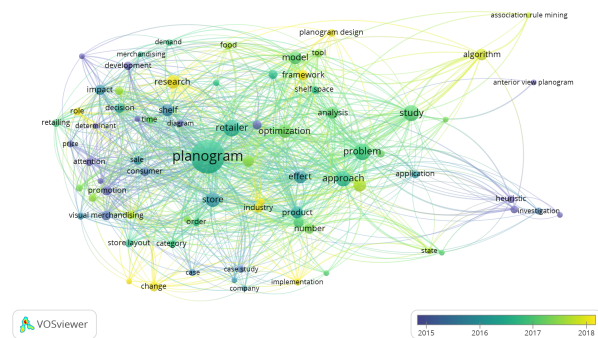 association rule mining
planogram design
demand
food
merchandising
tool
model
algorithm
development
framework
research
anterior view planogram
impact
shelf space
decision
shelf
role
time
analysis
study
retailing
determinant
diagram
retailer
optimization
price
planogram
problem
attention
sale
consumer
effect
approach
application
promotion
store
heuristic
visual merchandising
industry
product
investigation
order
number
store layout
category
state
case
case study
change
company
implementation
VOSviewer
2015 2016 2017 2018